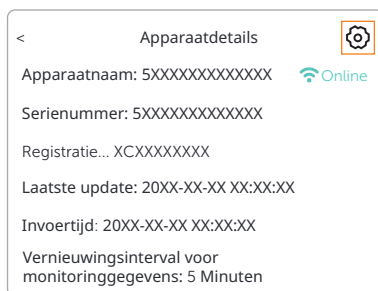 < Apparaatdetails
Apparaatnaam: 5XXXXXXXXXXXXX Online
Serienummer: 5XXXXXXXXXXXXX
Registratie... XCXXXXXXXX
Laatste update: 20XX-XX-XX XX:XX:XX
Invoertijd: 20XX-XX-XX XX:XX:XX
Vernieuwingsinterval voor
monitoringgegevens: 5 Minuten